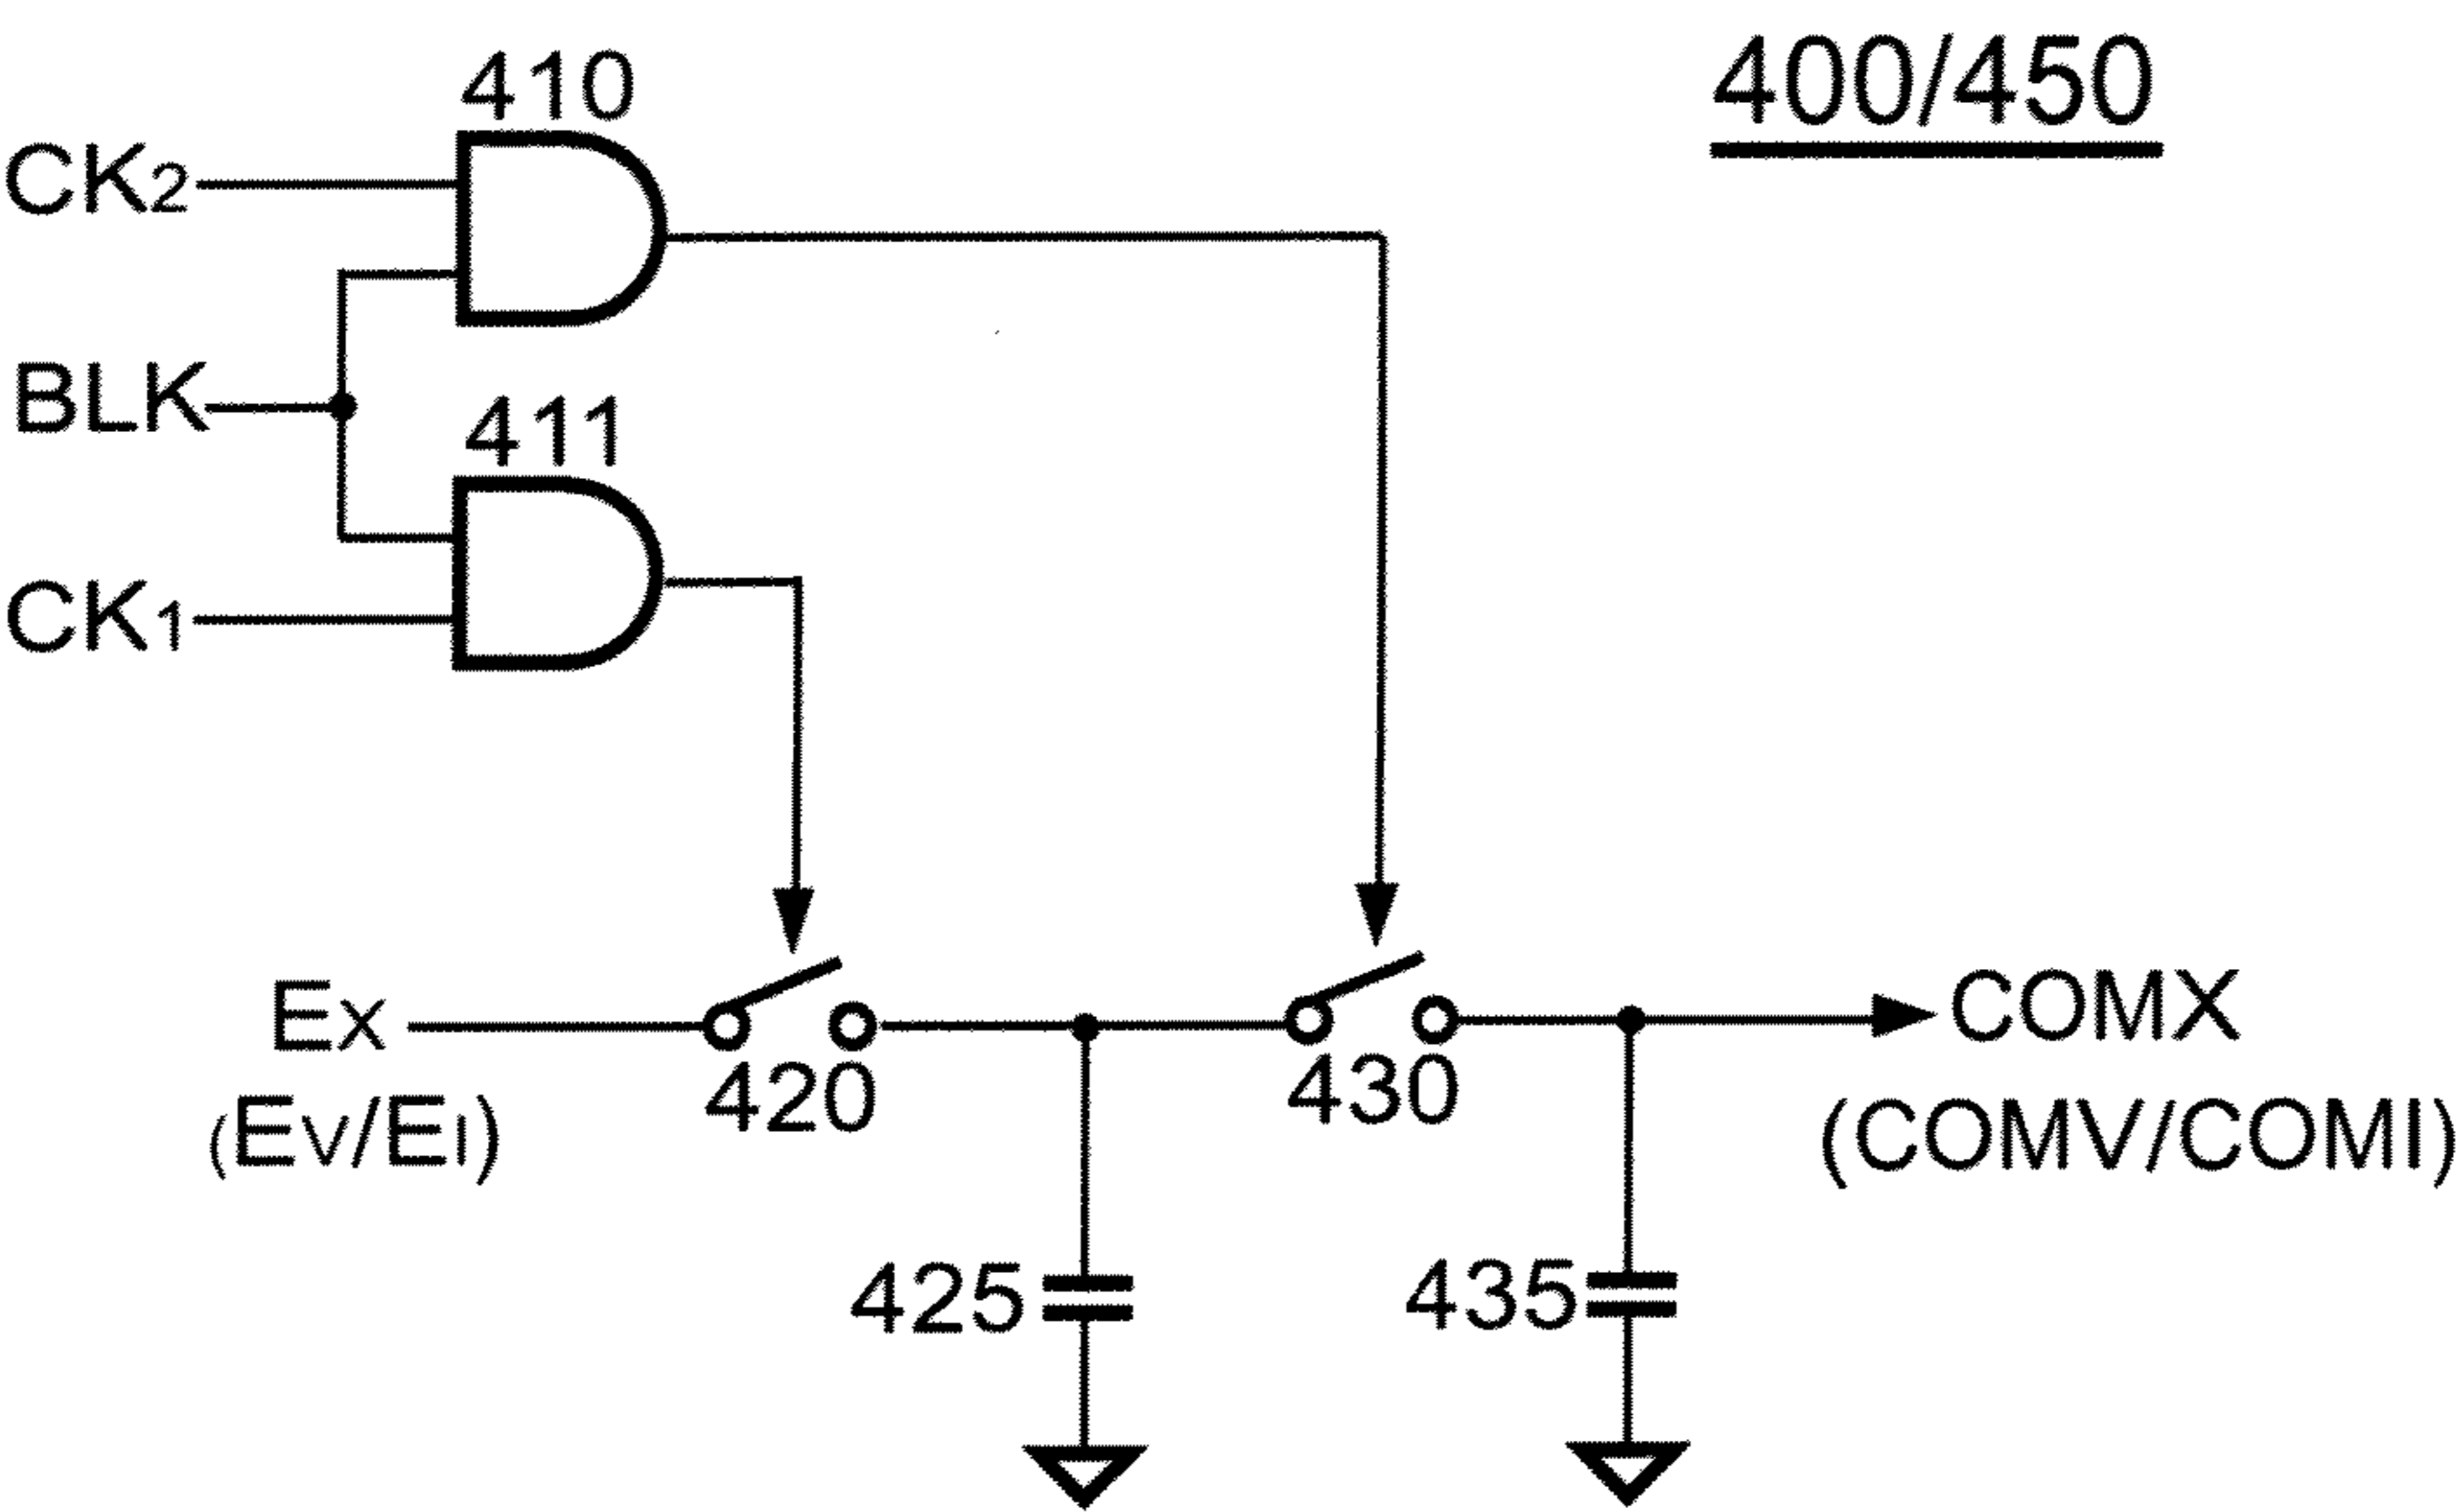 410
400/450
CK2
BLK
411
CK1
EX
COMX
420
430
(EV/EI)
(COMV/COMI)
425
435